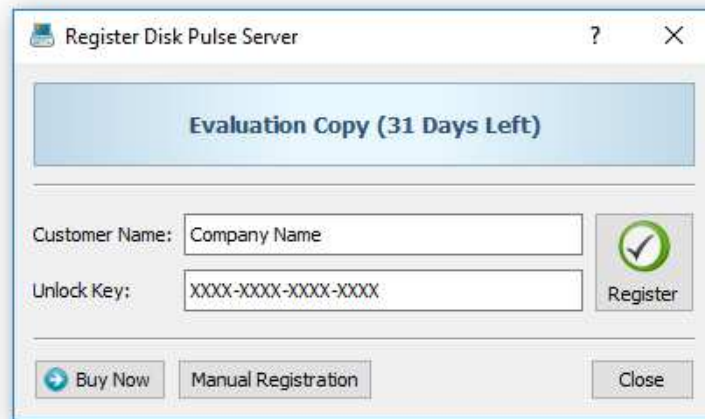 Register Disk Pulse Server
?
Evaluation Copy (31 Days Left)
Customer Name: Company Name
Unlock Key: XXXX-XXXX-XXXX-XXXX
Register
Buy Now Manual Registration Close